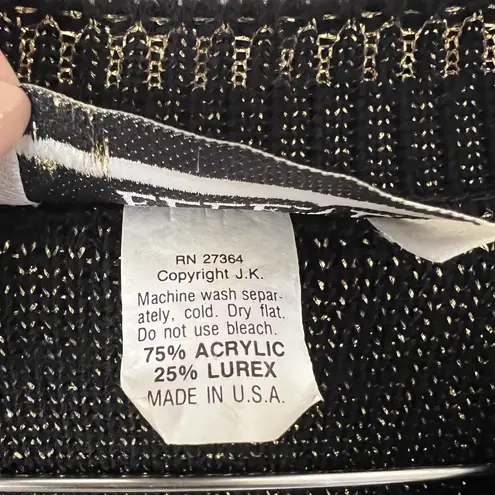 RN 27364
Copyright J.K.
Machine wash separ-
ately, cold. Dry flat.
Do not use bleach.
75% ACRYLIC
25% LUREX
MADE IN U.S.A.